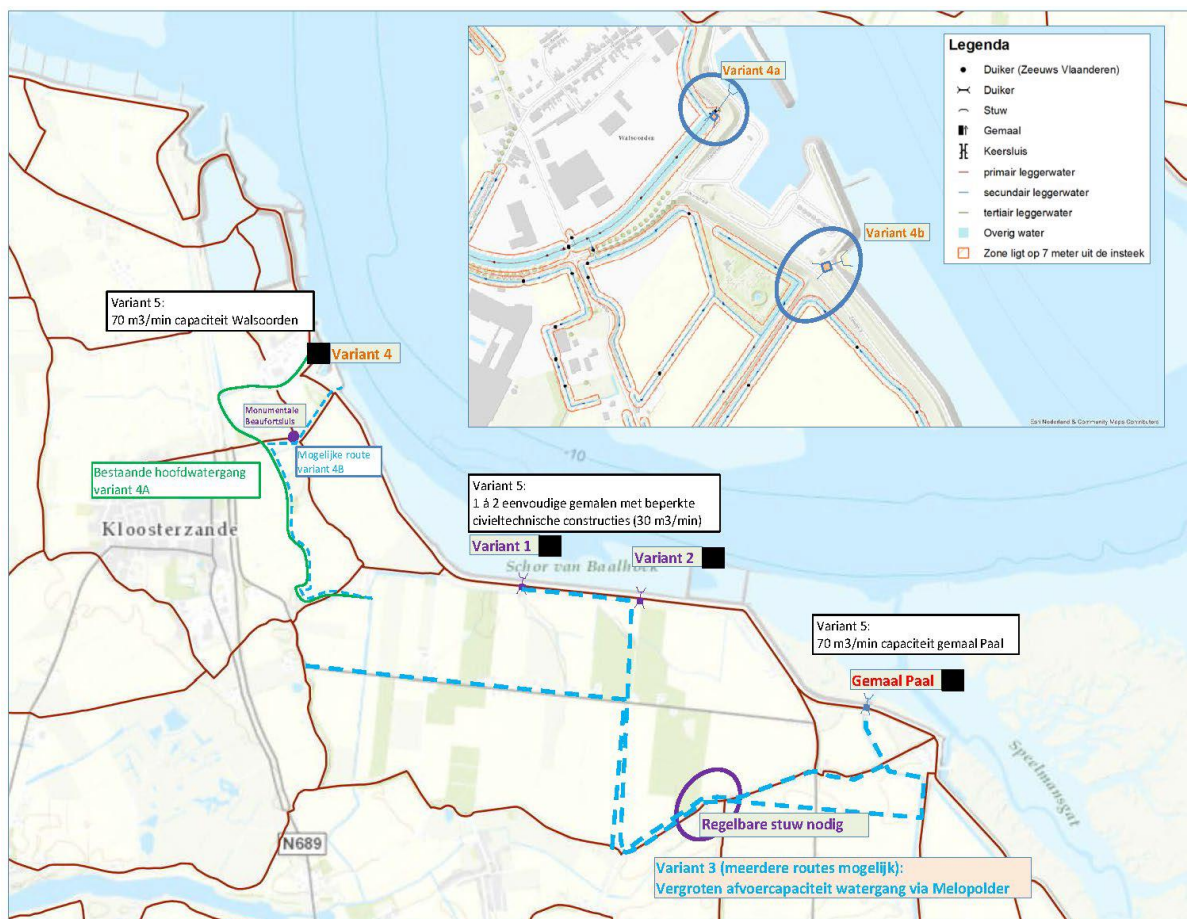 Variant 4a
Walsoorden
Variant 4b
Legenda
Duiker (Zeeuws Vlaanderen)
Duiker
Stuw
Gemaal
Keersluis
primair leggerwater
secundair leggerwater
tertiair leggerwater
Overig water
Zone ligt op 7 meter uit de insteek
Esri Nederland & Community Maps Contributors
Variant 5:
70 m3/min capaciteit Walsoorden
Variant 4
Monumentale
Beaufortsluis
Mogelijke route
variant 4B
Bestaande hoofdwatergang
variant 4A
Kloosterzande
-10
Variant 5:
1 à 2 eenvoudige gemalen met beperkte
civieltechnische constructies (30 m3/min)
Variant 1
Variant 2
Schor van Baalhoek
Variant 5:
70 m3/min capaciteit gemaal Paal
Gemaal Paal
Speelmansgat
Regelbare stuw nodig
N689
Variant 3 (meerdere routes mogelijk):
Vergroten afvoercapaciteit watergang via Melopolder